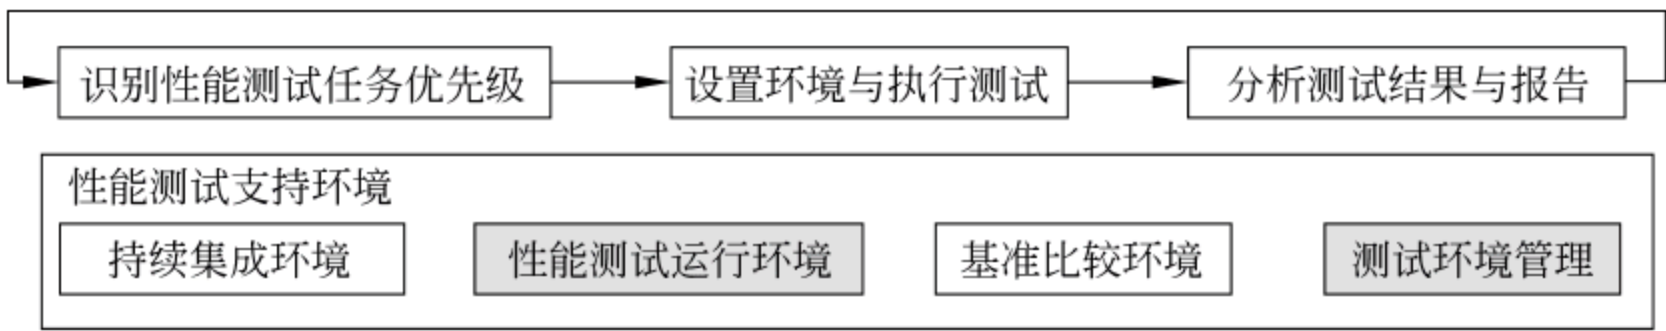 识别性能测试任务优先级
设置环境与执行测试
分析测试结果与报告
性能测试支持环境
持续集成环境
性能测试运行环境
基准比较环境
测试环境管理